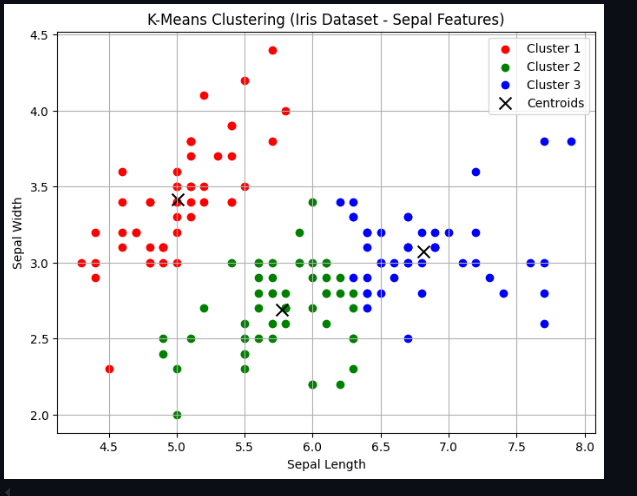 K-Means Clustering (Iris Dataset - Sepal Features)
Cluster 1
Cluster 2
Cluster 3
Centroids
Sepal Width
4.5
4.0
3.5
3.0
2.5
2.0
4.5 5.0 5.5 6.0 6.5 7.0 7.5 8.0
Sepal Length